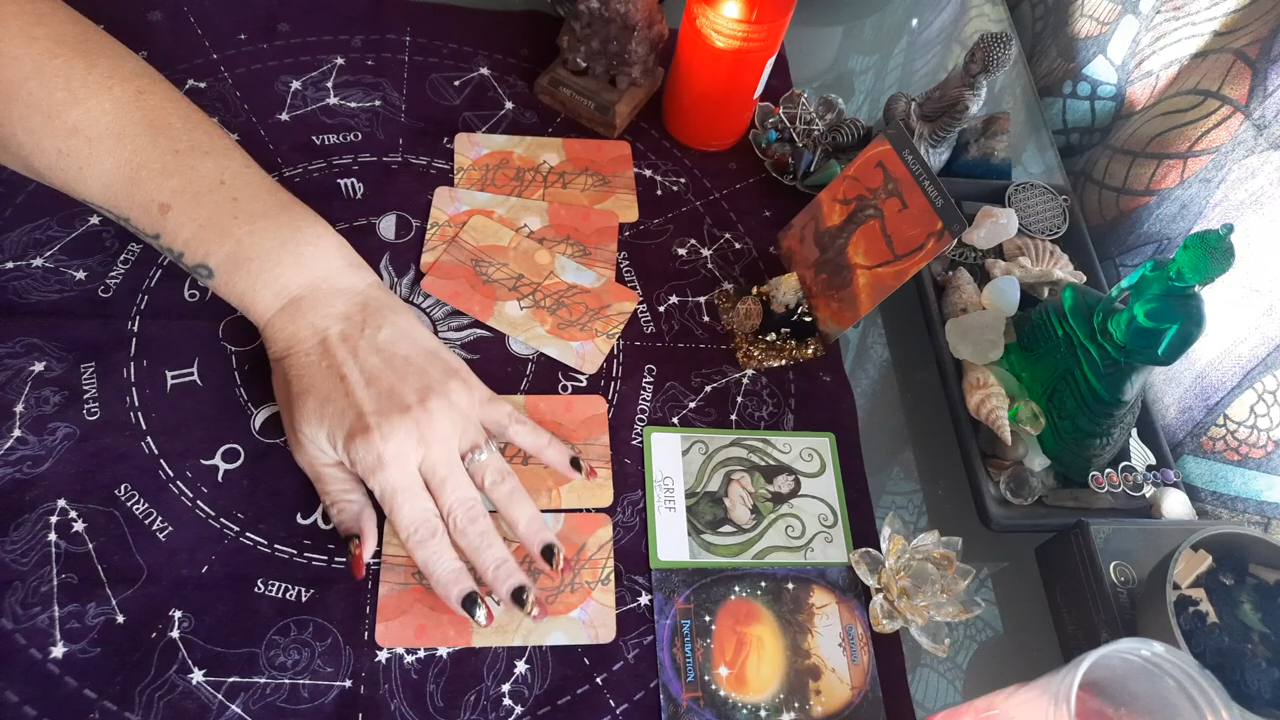 AMETHYSTE
VIRGO
SAGITTARIUS
CANCER
SAGITTARIUS
GEMINI
CAPRICORN
TAURUS
GRIEF
ARIES
INCUBATION